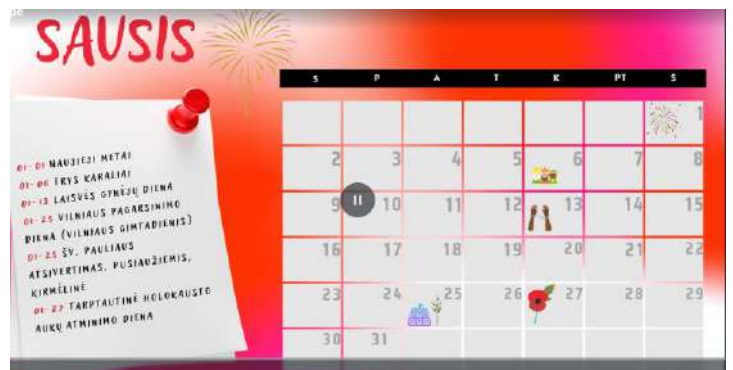 SAUSIS
S P A T K PT Š
1
2 3 4 5 6 7 8
9 10 11 12 13 14 15
16 17 18 19 20 21 22
23 24 25 26 27 28 29
30 31
01-01 NAUJIEJI METAI
01-06 TRYS KARALIAI
01-13 LAISVĖS GYNĖJŲ DIENA
01-25 VILNIAUS PAGARSINIMO
DIENA (VILNIAUS GIMTADIENIS)
01-25 ŠV. PAULIAUS
ATSIVERTIMAS, PUSIAUŽIEMIS,
KIRMĖLINĖ
01-27 TARPTAUTINĖ HOLOKAUSTO
AUKŲ ATMINIMO DIENA